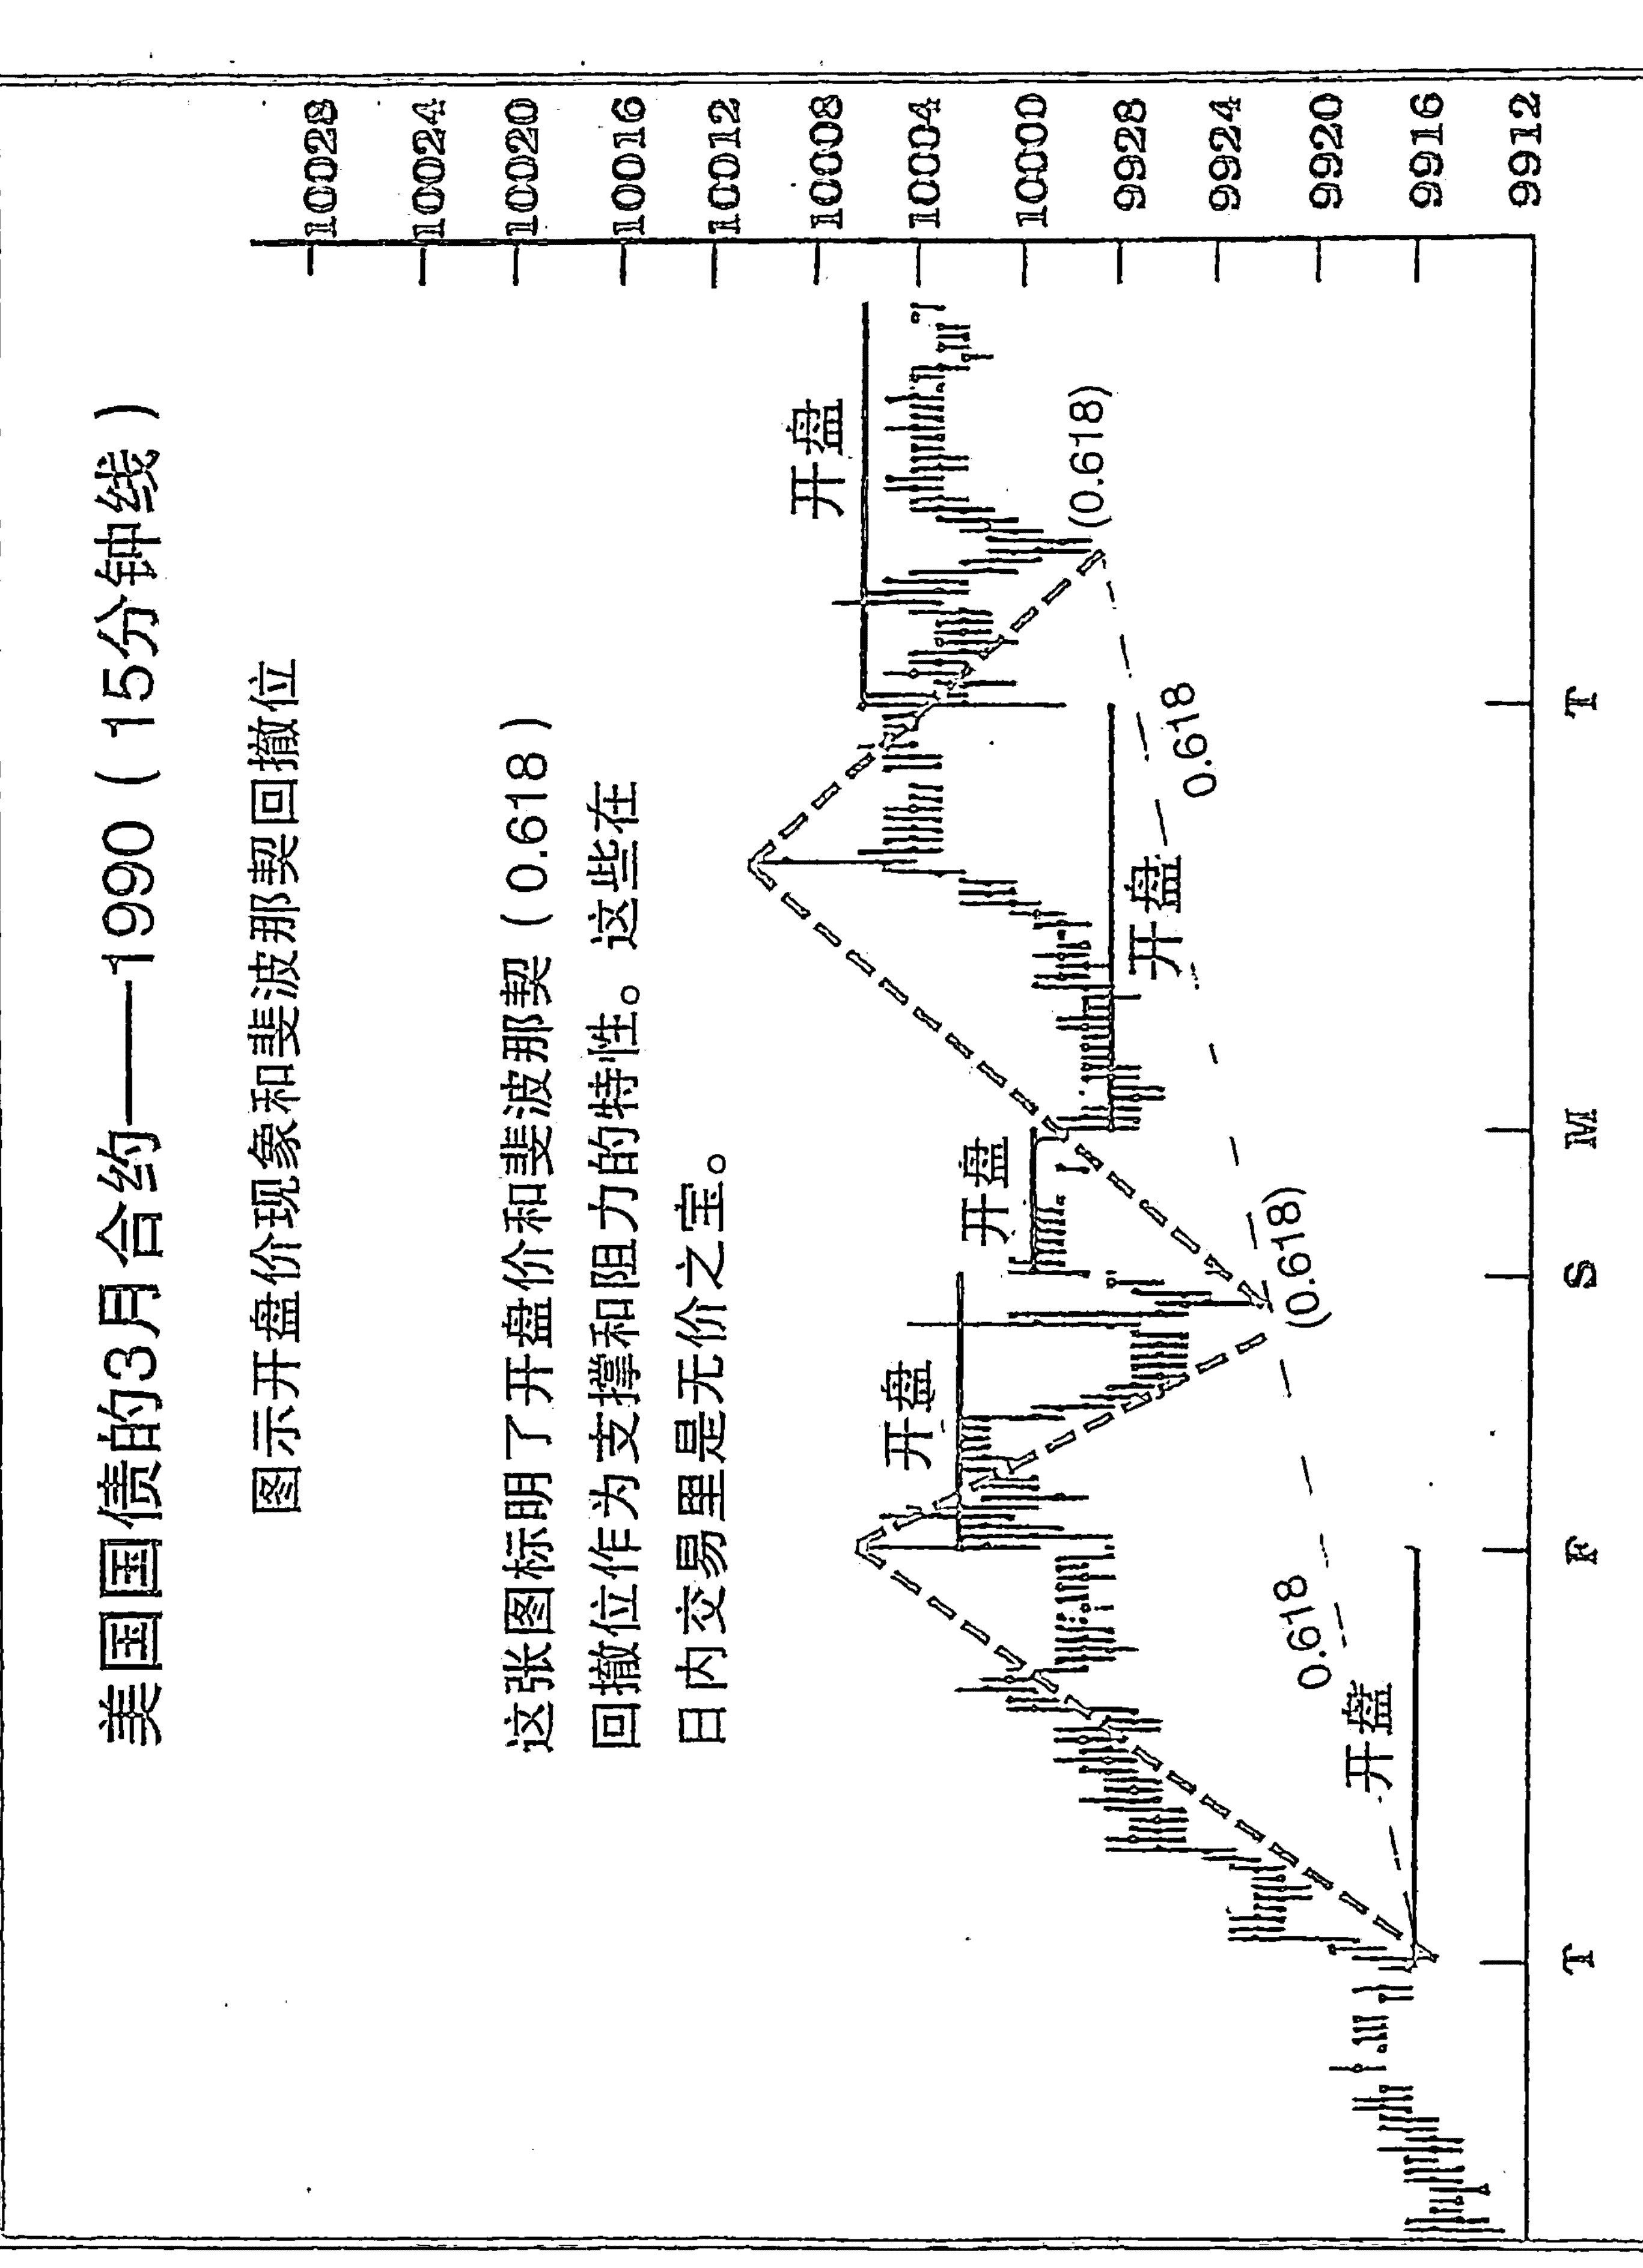 美国国债的3月合约——1990（15分钟线）
图示开盘价现象和斐波那契回撤位
这张图标明了开盘价和斐波那契（0.618）
回撤位作为支撑和阻力的特性。这些在
日内交易里是无价之宝。
10028
10024
10020
10016
10012
10008
10004
10000
9928
9924
9920
9916
9912
开盘
开盘
开盘
开盘
开盘
(0.618)
0.618
(0.618)
0.618
T
F
S
M
T